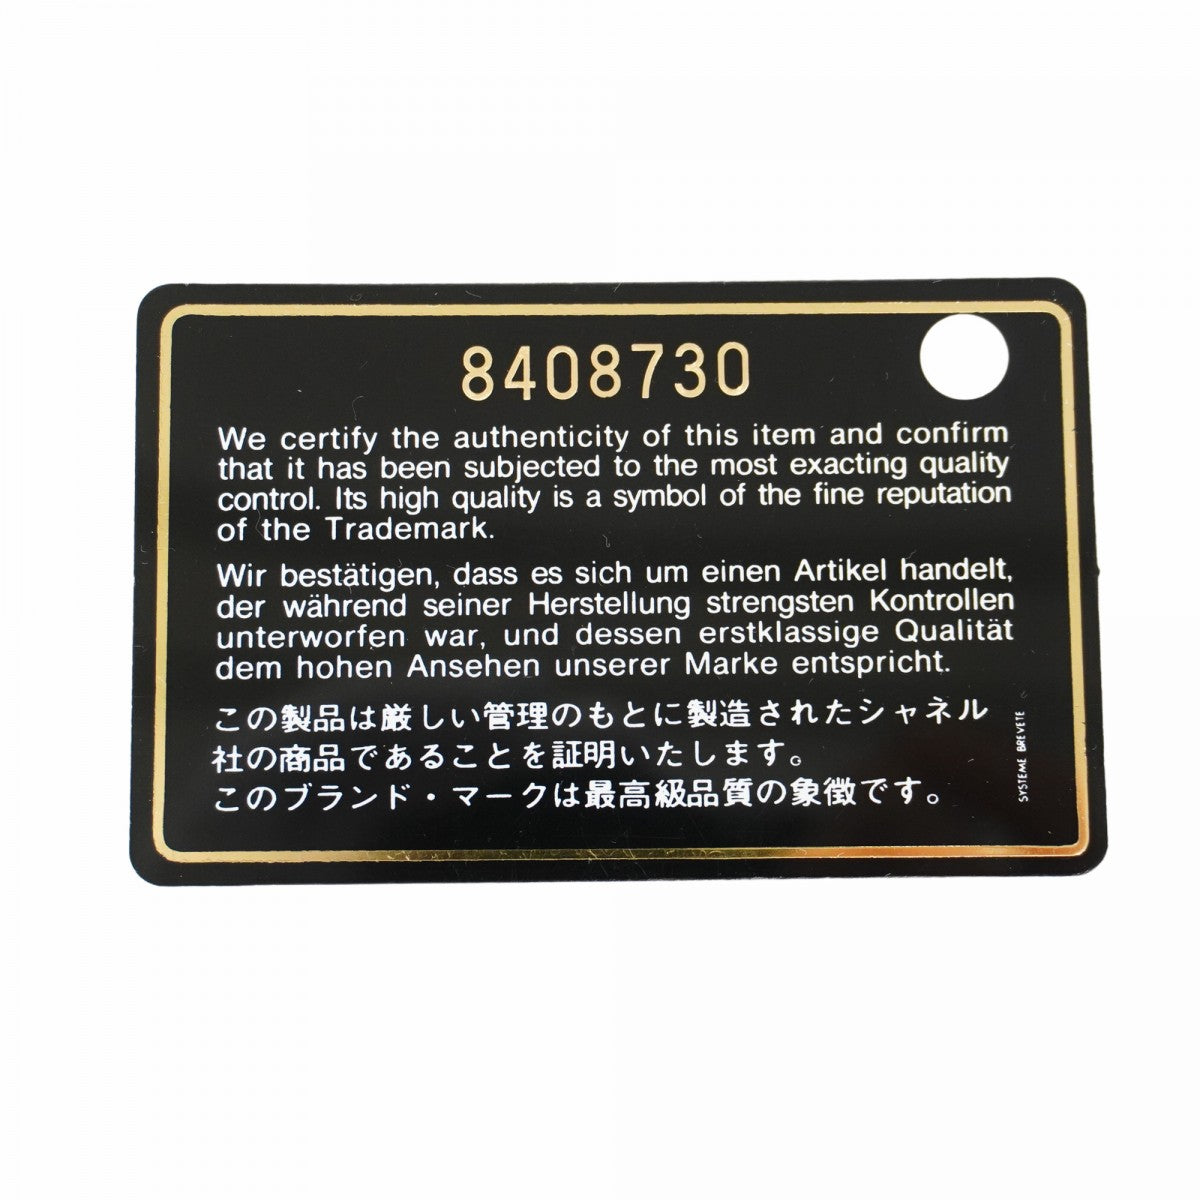 8408730
We certify the authenticity of this item and confirm
that it has been subjected to the most exacting quality
control. Its high quality is a symbol of the fine reputation
of the Trademark.
Wir bestätigen, dass es sich um einen Artikel handelt,
der während seiner Herstellung strengsten Kontrollen
unterworfen war, und dessen erstklassige Qualität
dem hohen Ansehen unserer Marke entspricht.
この製品は厳しい管理のもとに製造されたシャネル
社の商品であることを証明いたします。
このブランド・マークは最高級品質の象徴です。
SYSTEME BREVETE